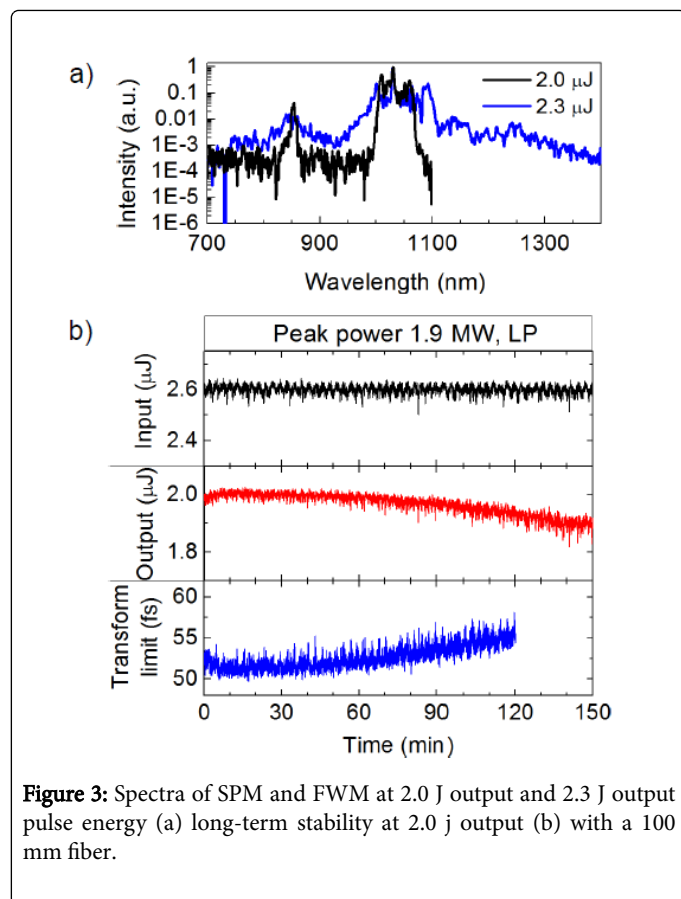 a)
Intensity (a.u.)
1
0.1
0.01
1E-3
1E-4
1E-5
1E-6
2.0 μJ
2.3 μJ
700 900 1100 1300
Wavelength (nm)
b)
Peak power 1.9 MW, LP
Input (μJ)
2.6
2.4
Output (μJ)
2.0
1.8
Transform
limit (fs)
60
55
50
0 30 60 90 120 150
Time (min)
Figure 3: Spectra of SPM and FWM at 2.0 J output and 2.3 J output
pulse energy (a) long-term stability at 2.0 j output (b) with a 100
mm fiber.